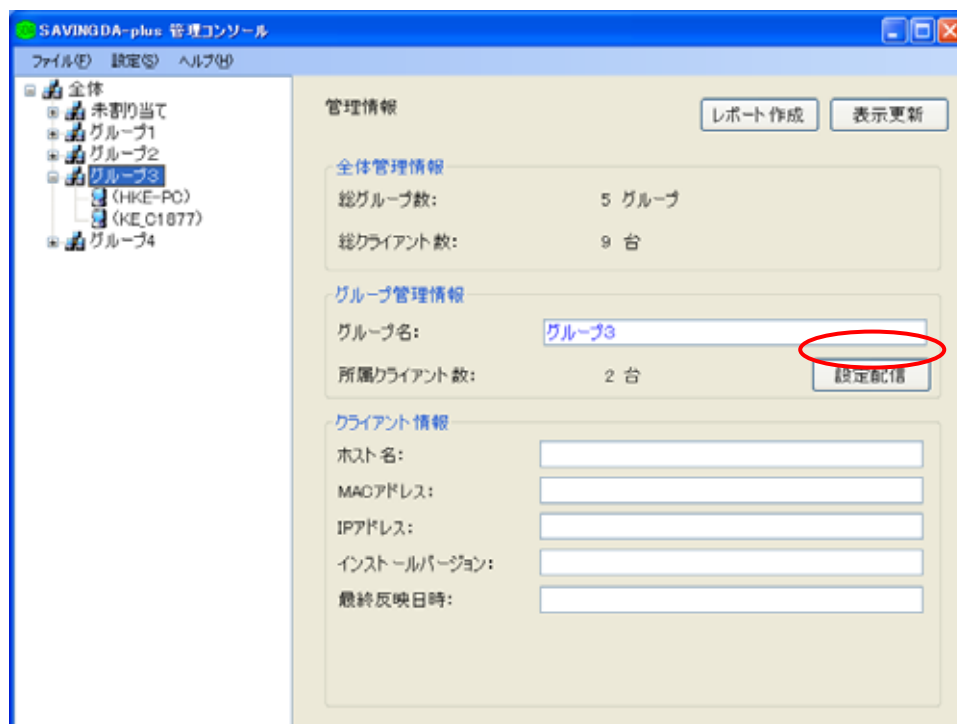 SAVINGDA-plus 管理コンソール
ファイル(F) 設定(S) ヘルプ(H)
全体
未割り当て
グループ1
グループ2
グループ3
(HKE-PC)
(KE_C1877)
グループ4
管理情報
レポート作成 表示更新
全体管理情報
総グループ数: 5 グループ
総クライアント数: 9 台
グループ管理情報
グループ名: グループ3
所属クライアント数: 2 台 設定配信
クライアント情報
ホスト名:
MACアドレス:
IPアドレス:
インストールバージョン:
最終反映日時: